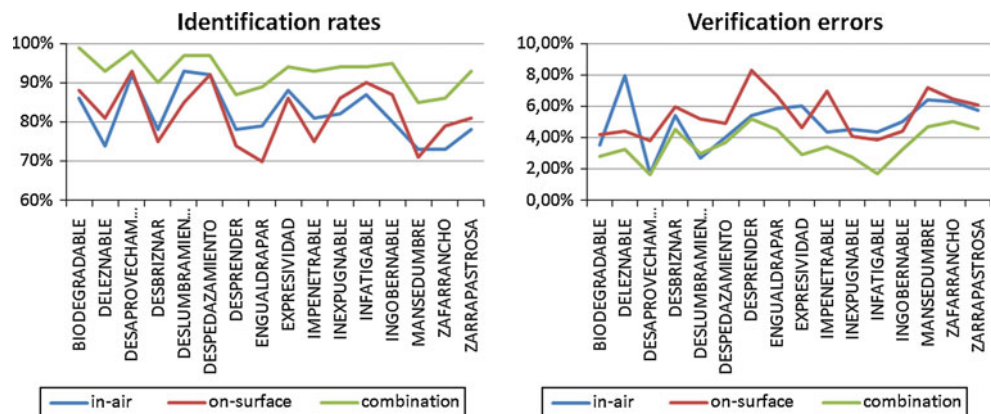 Identification rates
100%
90%
80%
70%
60%
BIODEGRADABLE
DELEZNABLE
DESAPROVECHAM...
DESBRIZNAR
DESLUMBRAMIEN...
DESPEDAZAMIENTO
DESPRENDER
ENGUALDRAPAR
EXPRESIVIDAD
IMPENETRABLE
INEXPUGNABLE
INFATIGABLE
INGOBERNABLE
MANSEDUMBRE
ZAFARRANCHO
ZARRAPASTROSA
in-air on-surface combination
Verification errors
10,00%
8,00%
6,00%
4,00%
2,00%
0,00%
BIODEGRADABLE
DELEZNABLE
DESAPROVECHAM...
DESBRIZNAR
DESLUMBRAMIEN...
DESPEDAZAMIENTO
DESPRENDER
ENGUALDRAPAR
EXPRESIVIDAD
IMPENETRABLE
INEXPUGNABLE
INFATIGABLE
INGOBERNABLE
MANSEDUMBRE
ZAFARRANCHO
ZARRAPASTROSA
in-air on-surface combination